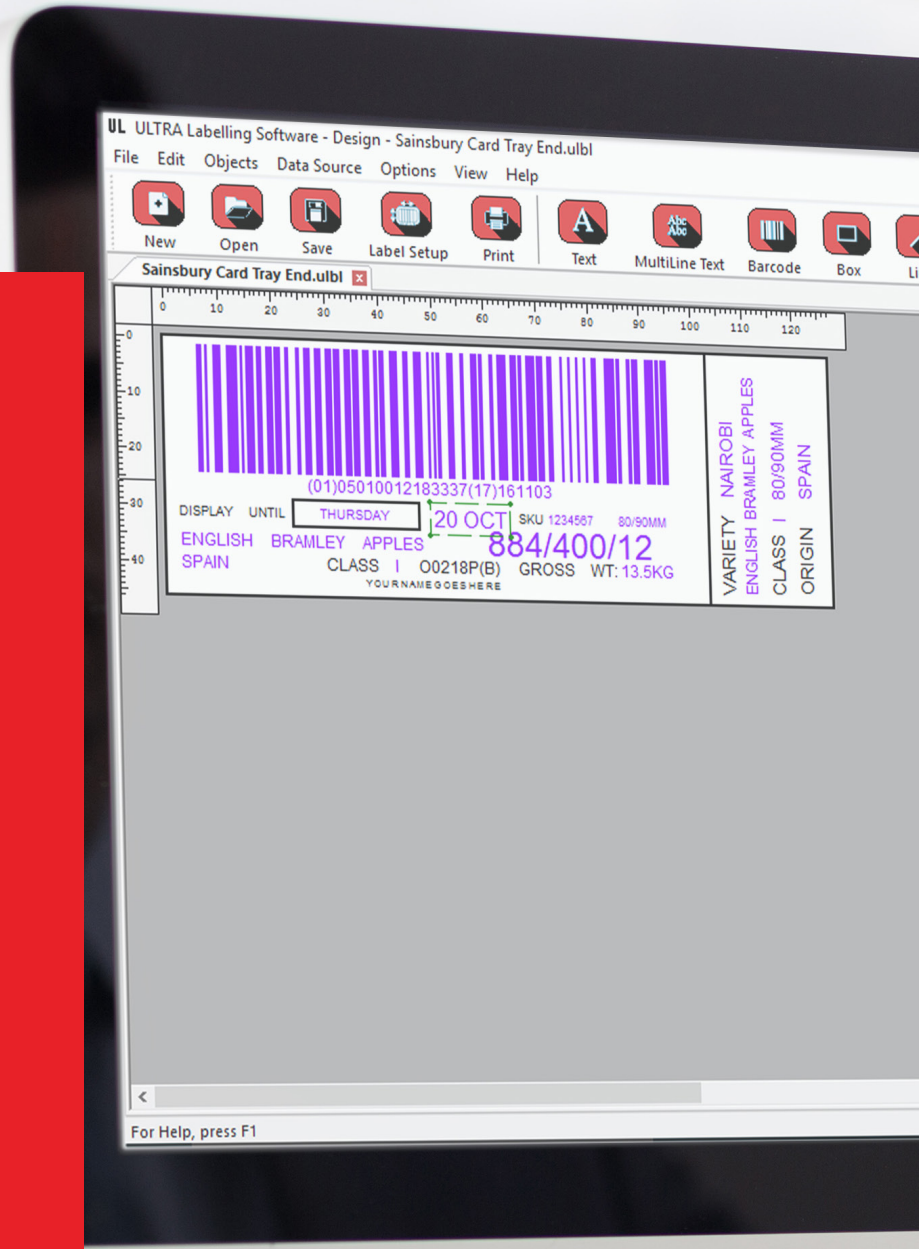 UL ULTRA Labelling Software - Design - Sainsbury Card Tray End.ulbl
File Edit Objects Data Source Options View Help
New Open Save Label Setup Print Text MultiLine Text Barcode Box
Sainsbury Card Tray End.ulbl x
0 10 20 30 40 50 60 70 80 90 100 110 120
0
10
20
30
40
(01)05010012183337(17)161103
DISPLAY UNTIL THURSDAY 20 OCT SKU 1234567 80/90MM
ENGLISH BRAMLEY APPLES 884/400/12
SPAIN CLASS I O0218P(B) GROSS WT: 13.5KG
YOURNAMEGOESHERE
VARIETY NAIROBI
ENGLISH BRAMLEY APPLES
CLASS I 80/90MM
ORIGIN SPAIN
For Help, press F1